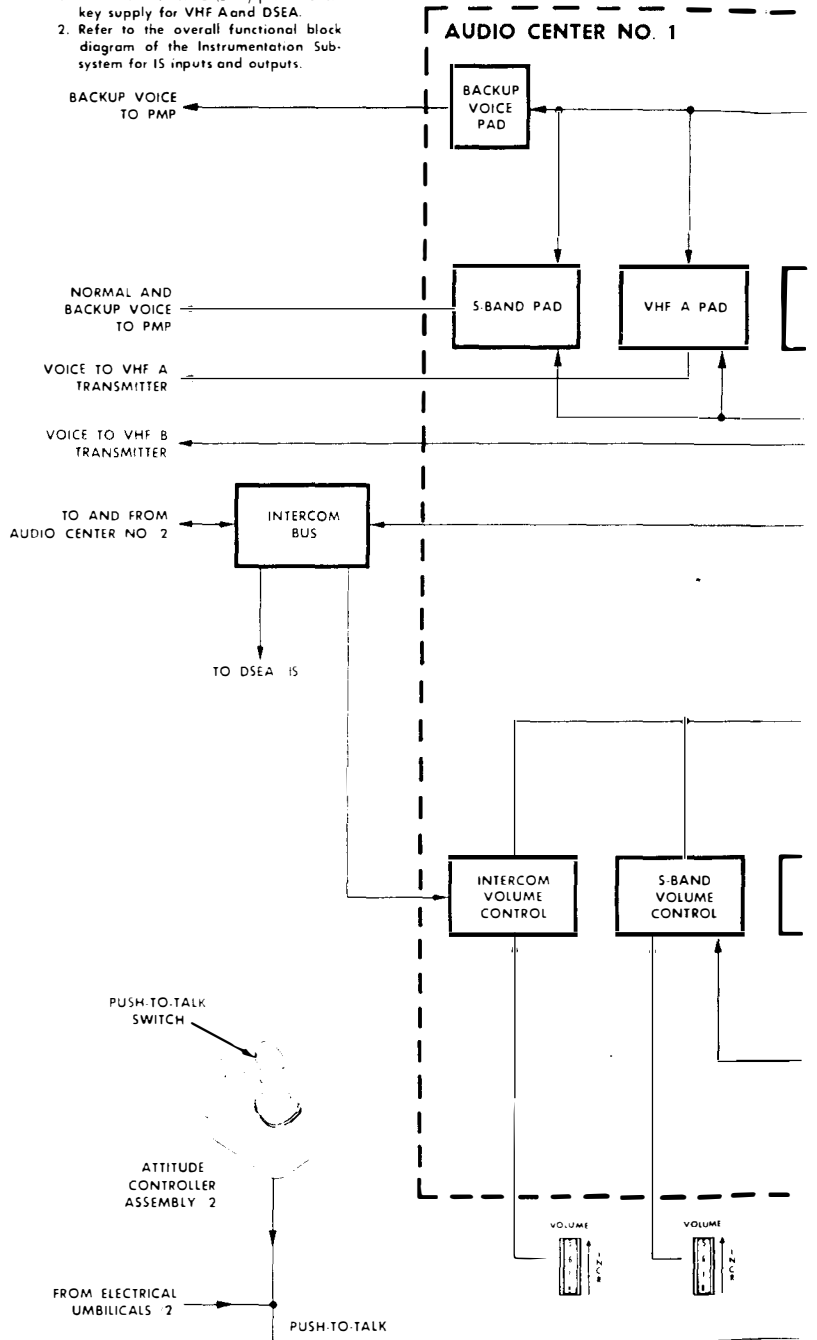 key supply for VHF A and DSEA.
2. Refer to the overall functional block
diagram of the Instrumentation Sub-
system for IS inputs and outputs.
AUDIO CENTER NO. 1
BACKUP VOICE
TO PMP
BACKUP
VOICE
PAD
NORMAL AND
BACKUP VOICE
TO PMP
S-BAND PAD
VHF A PAD
VOICE TO VHF A
TRANSMITTER
VOICE TO VHF B
TRANSMITTER
TO AND FROM
AUDIO CENTER NO 2
INTERCOM
BUS
TO DSEA IS
INTERCOM
VOLUME
CONTROL
S-BAND
VOLUME
CONTROL
PUSH-TO-TALK
SWITCH
ATTITUDE
CONTROLLER
ASSEMBLY 2
VOLUME
INCR
VOLUME
INCR
FROM ELECTRICAL
UMBILICALS 2
PUSH-TO-TALK